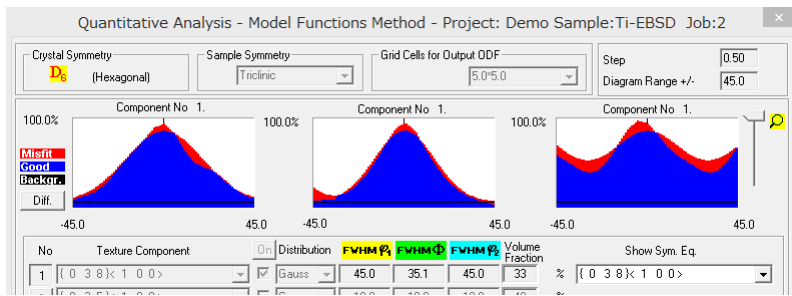 Quantitative Analysis - Model Functions Method - Project: Demo Sample:Ti-EBSD Job:2
Crystal Symmetry
D6 (Hexagonal)
Sample Symmetry
Triclinic
Grid Cells for Output ODF
5.0*5.0
Step 0.50
Diagram Range +/- 45.0
Component No 1.
Component No 1.
Component No 1.
100.0%
100.0%
100.0%
Misfit
Good
Backgr.
Diff.
-45.0 45.0
-45.0 45.0
-45.0 45.0
No Texture Component On Distribution FWHM φ1 FWHM Φ FWHM φ2 Volume Fraction Show Sym. Eq.
1 { 0 3 8}< 1 0 0> Gauss 45.0 35.1 45.0 33 % { 0 3 8}< 1 0 0>